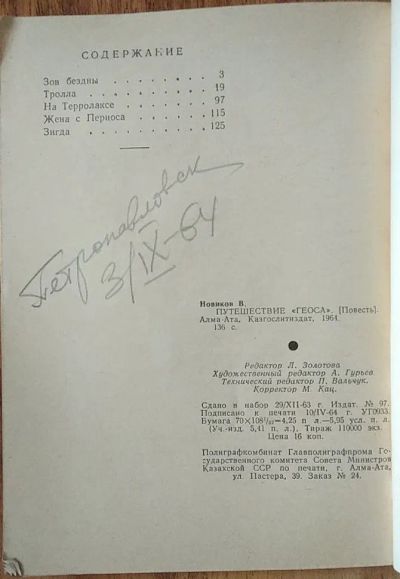 СОДЕРЖАНИЕ
Зов бездны . . . . . . . 3
Тролла . . . . . . . . 19
На Терролаксе . . . . . . . 97
Жена с Периоса . . . . . . 115
Зигда . . . . . . . . 125
Петропавловск
3/IX-64
Новиков В.
ПУТЕШЕСТВИЕ «ГЕОСА». [Повесть].
Алма-Ата, Казгослитиздат, 1964.
136 с.
Редактор Л. Золотова
Художественный редактор А. Гурьев
Технический редактор П. Вальчук.
Корректор М. Кац.
Сдано в набор 29/XII-63 г. Издат. № 97.
Подписано к печати 10/IV-64 г. УГ0933.
Бумага 70×108¹/₃₂=4,25 п. л.—5,95 усл. п. л.
(Уч.-изд. 5,41 п. л.). Тираж 110000 экз.
Цена 16 коп.
Полиграфкомбинат Главполиграфпрома Го-
сударственного комитета Совета Министров
Казахской ССР по печати, г. Алма-Ата,
ул. Пастера, 39. Заказ № 24.